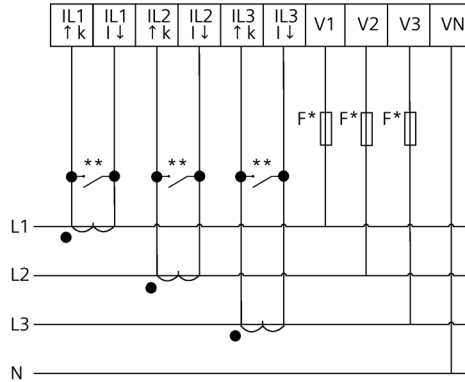 IL1 IL1 IL2 IL2 IL3 IL3 V1 V2 V3 VN
↑k I↓ ↑k I↓ ↑k I↓
F* F* F*
** ** **
L1
L2
L3
N